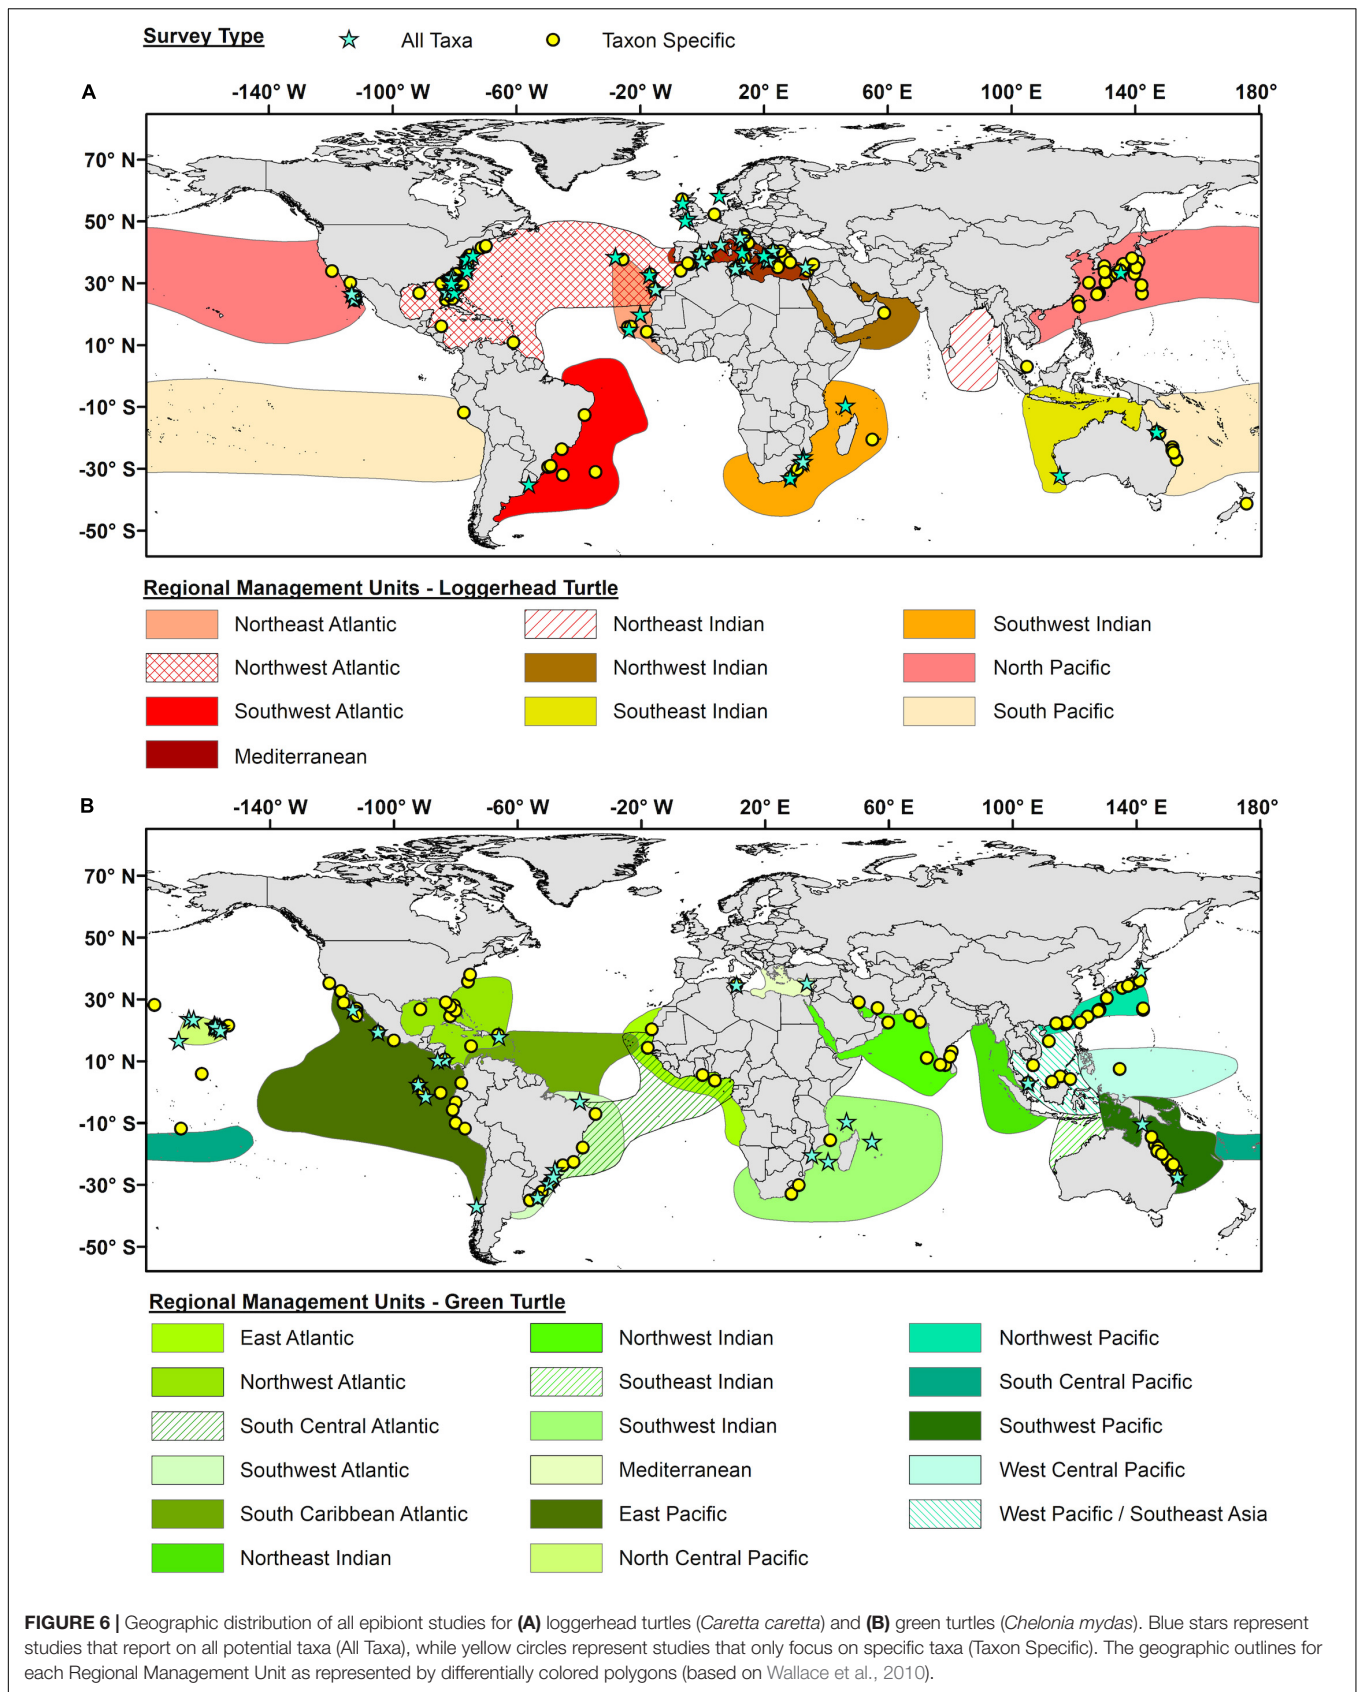 Survey Type All Taxa Taxon Specific
A
-140° W -100° W -60° W -20° W 20° E 60° E 100° E 140° E 180°
70° N
50° N
30° N
10° N
-10° S
-30° S
-50° S
Regional Management Units - Loggerhead Turtle
Northeast Atlantic Northeast Indian Southwest Indian
Northwest Atlantic Northwest Indian North Pacific
Southwest Atlantic Southeast Indian South Pacific
Mediterranean
B
-140° W -100° W -60° W -20° W 20° E 60° E 100° E 140° E 180°
70° N
50° N
30° N
10° N
-10° S
-30° S
-50° S
Regional Management Units - Green Turtle
East Atlantic Northwest Indian Northwest Pacific
Northwest Atlantic Southeast Indian South Central Pacific
South Central Atlantic Southwest Indian Southwest Pacific
Southwest Atlantic Mediterranean West Central Pacific
South Caribbean Atlantic East Pacific West Pacific / Southeast Asia
Northeast Indian North Central Pacific
FIGURE 6 | Geographic distribution of all epibiont studies for (A) loggerhead turtles (Caretta caretta) and (B) green turtles (Chelonia mydas). Blue stars represent
studies that report on all potential taxa (All Taxa), while yellow circles represent studies that only focus on specific taxa (Taxon Specific). The geographic outlines for
each Regional Management Unit as represented by differentially colored polygons (based on Wallace et al., 2010).